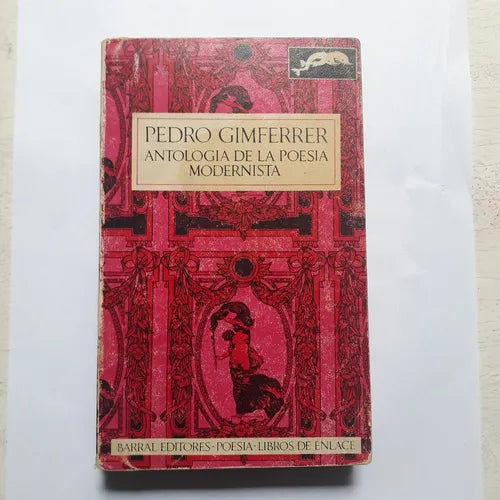 PEDRO GIMFERRER
ANTOLOGIA DE LA POESIA
MODERNISTA
BARRAL EDITORES · POESIA · LIBROS DE ENLACE